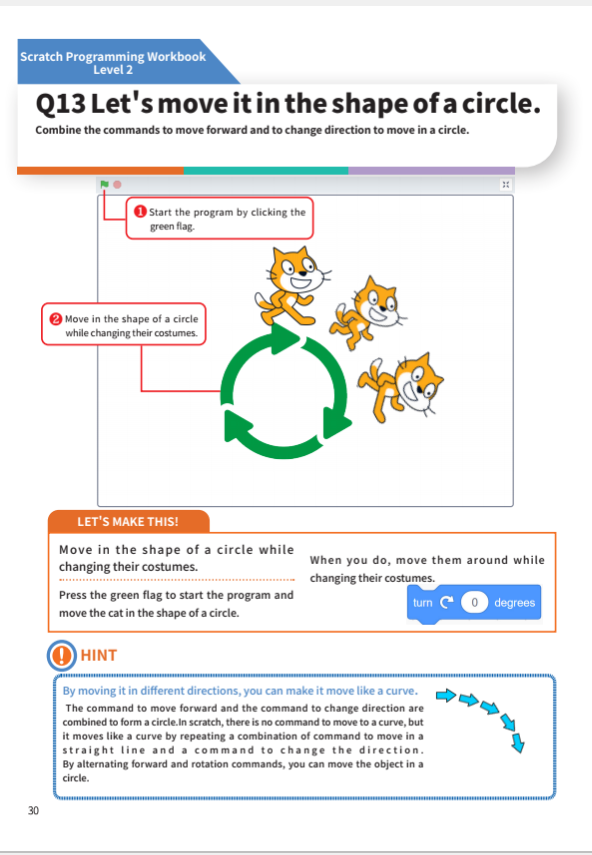 Scratch Programming Workbook
Level 2
Q13 Let's move it in the shape of a circle.
Combine the commands to move forward and to change direction to move in a circle.
1 Start the program by clicking the
green flag.
2 Move in the shape of a circle
while changing their costumes.
LET'S MAKE THIS!
Move in the shape of a circle while
changing their costumes.
Press the green flag to start the program and
move the cat in the shape of a circle.
When you do, move them around while
changing their costumes.
turn 0 degrees
HINT
By moving it in different directions, you can make it move like a curve.
The command to move forward and the command to change direction are
combined to form a circle.In scratch, there is no command to move to a curve, but
it moves like a curve by repeating a combination of command to move in a
straight line and a command to change the direction.
By alternating forward and rotation commands, you can move the object in a
circle.
30